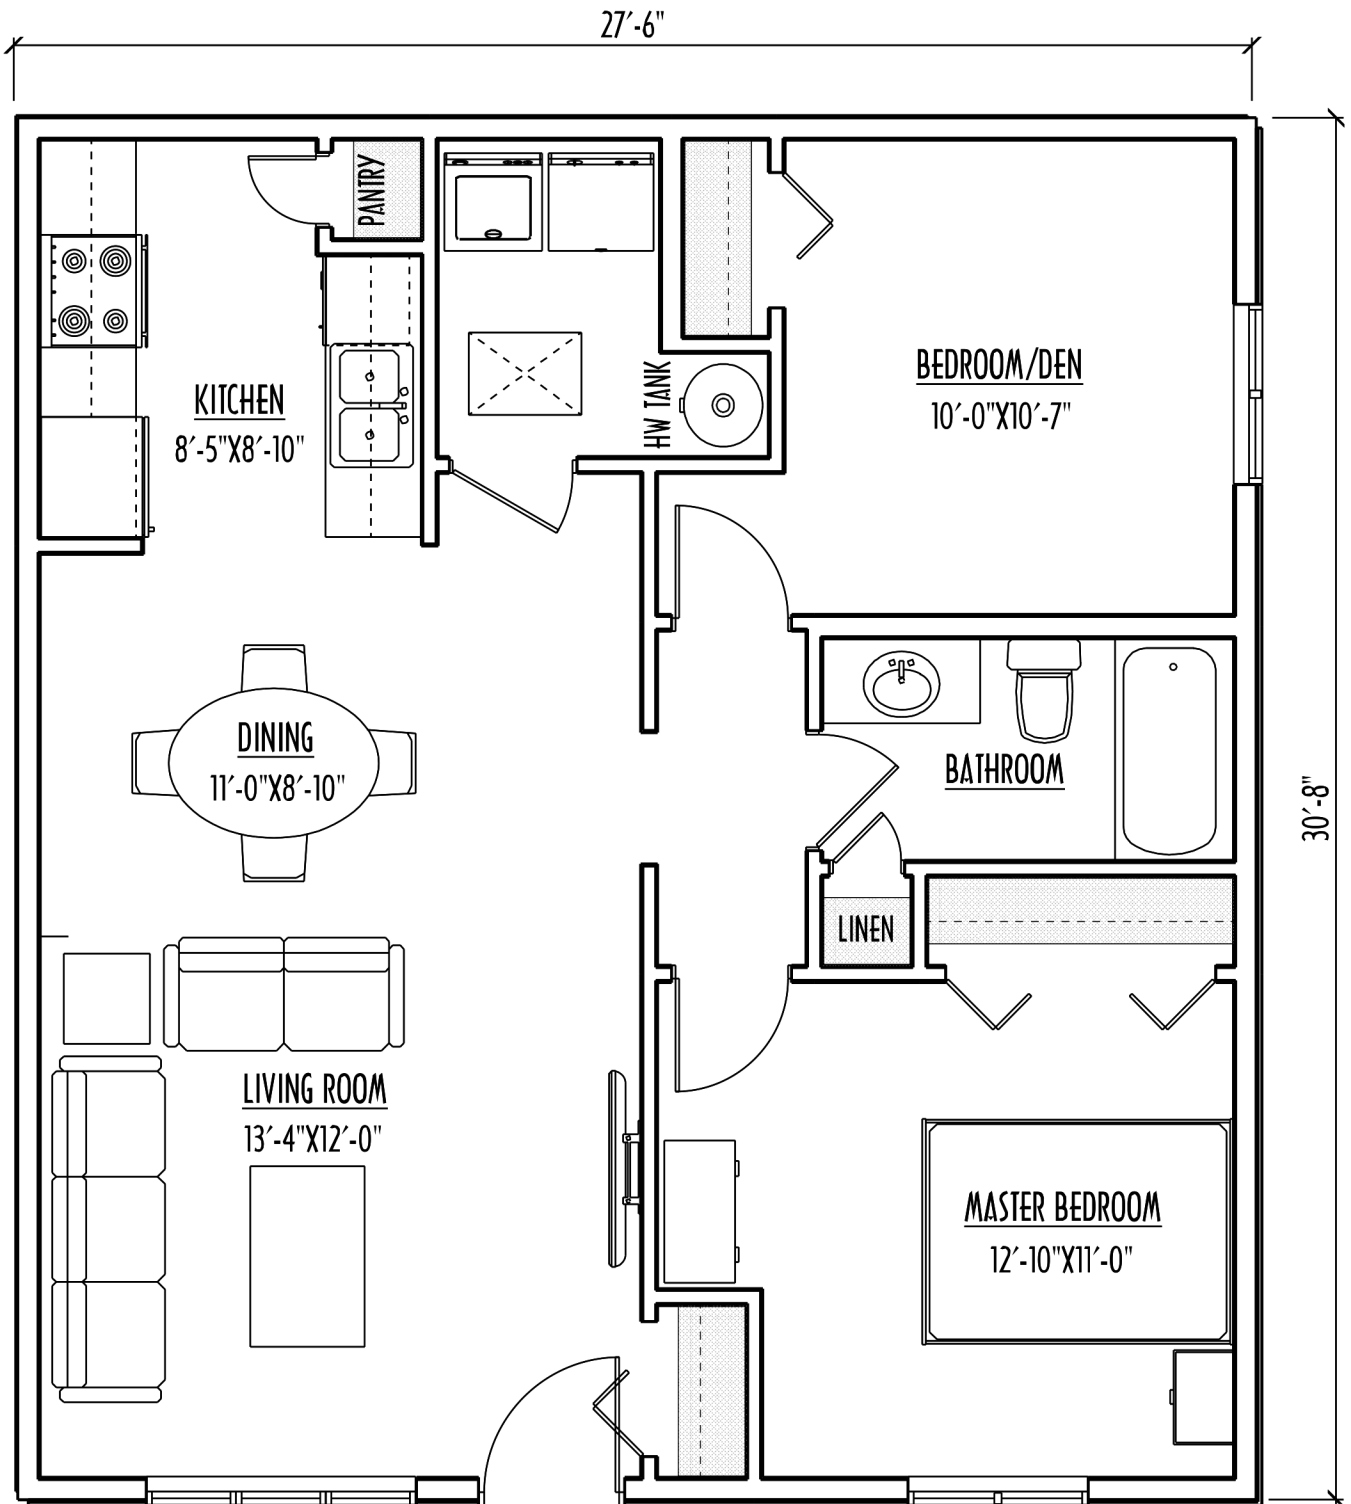 27′-6"
PANTRY
KITCHEN
8′-5"X8′-10"
HW TANK
BEDROOM/DEN
10′-0"X10′-7"
DINING
11′-0"X8′-10"
BATHROOM
30′-8"
LINEN
LIVING ROOM
13′-4"X12′-0"
MASTER BEDROOM
12′-10"X11′-0"